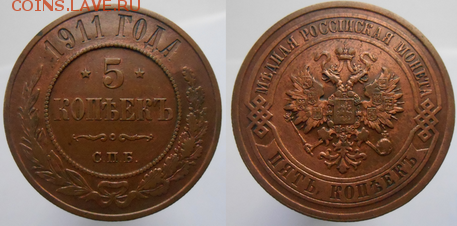 COINS.LAVE.RU
1911 ГОДА
* 5 *
КОПѢЕКЪ
С.П.Б.
МѢДНАЯ РОССІЙСКАЯ МОНЕТА
ПЯТЬ КОПѢЕКЪ